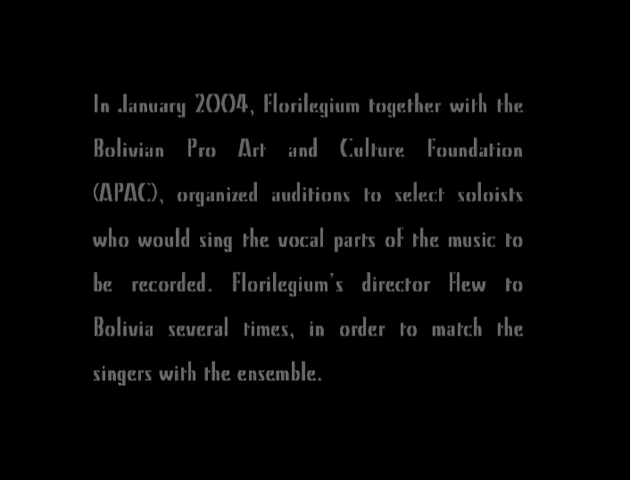 In January 2004, Florilegium together with the
Bolivian Pro Art and Culture Foundation
(APAC), organized auditions to select soloists
who would sing the vocal parts of the music to
be recorded. Florilegium's director flew to
Bolivia several times, in order to match the
singers with the ensemble.